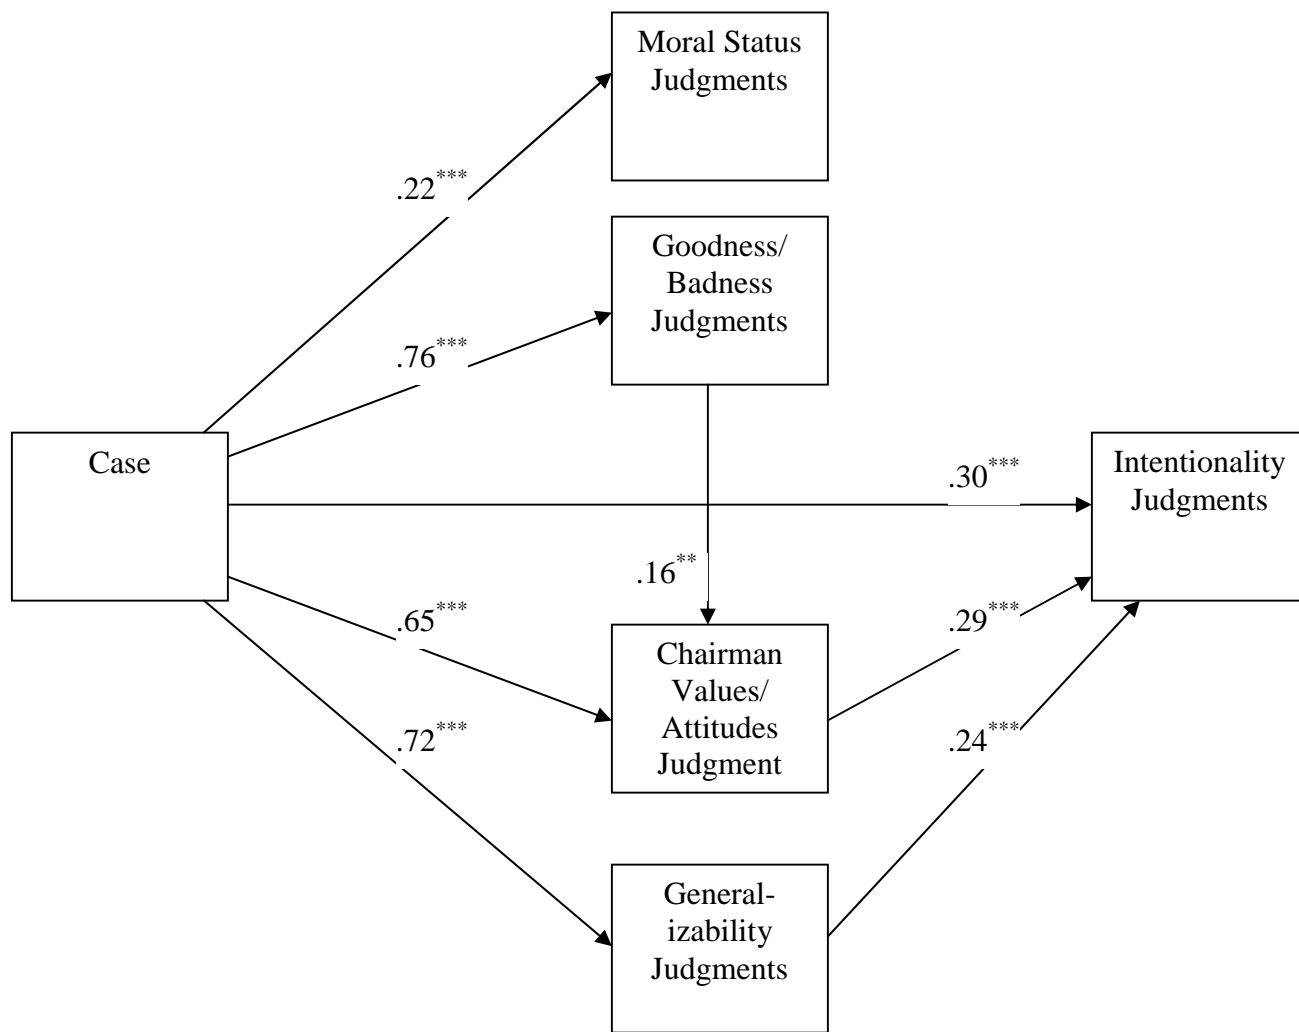 Moral Status
Judgments
.22***
Goodness/
Badness
Judgments
.76***
Case
.30***
Intentionality
Judgments
.16**
.65***
.29***
Chairman
Values/
Attitudes
Judgment
.72***
.24***
General-
izability
Judgments